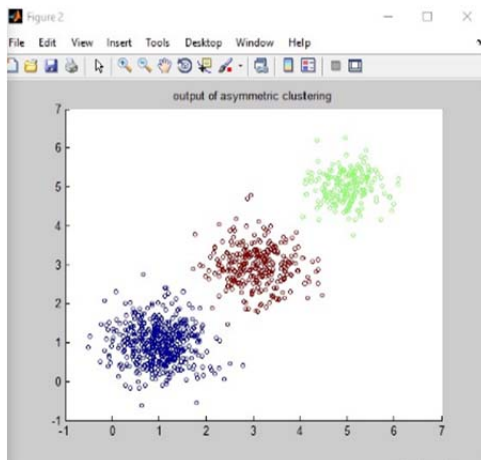 Figure 2
File Edit View Insert Tools Desktop Window Help
output of asymmetric clustering
7
6
5
4
3
2
1
0
-1
-1 0 1 2 3 4 5 6 7